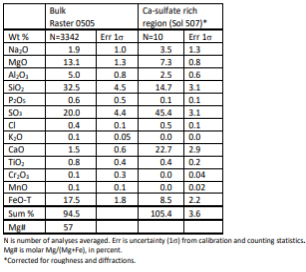 Bulk Ca-sulfate rich
Raster 0505 region (Sol 507)*
Wt % N=3342 Err 1σ N=10 Err 1σ
Na₂O 1.9 1.0 3.5 1.3
MgO 13.1 1.3 7.3 0.8
Al₂O₃ 5.0 0.8 2.5 0.6
SiO₂ 32.5 4.5 14.7 3.1
P₂O₅ 0.6 0.5 0.1 0.1
SO₃ 20.0 4.4 45.4 3.1
Cl 0.4 0.1 0.5 0.1
K₂O 0.1 0.05 0.0 0.0
CaO 1.5 0.6 22.7 2.9
TiO₂ 0.8 0.4 0.4 0.2
Cr₂O₃ 0.1 0.3 0.0 0.04
MnO 0.1 0.1 0.0 0.02
FeO-T 17.5 1.8 8.5 2.2
Sum % 94.5 105.4 3.6
Mg# 57
N is number of analyses averaged. Err is uncertainty (1σ) from calibration and counting statistics.
Mg# is molar Mg/(Mg+Fe), in percent.
*Corrected for roughness and diffractions.